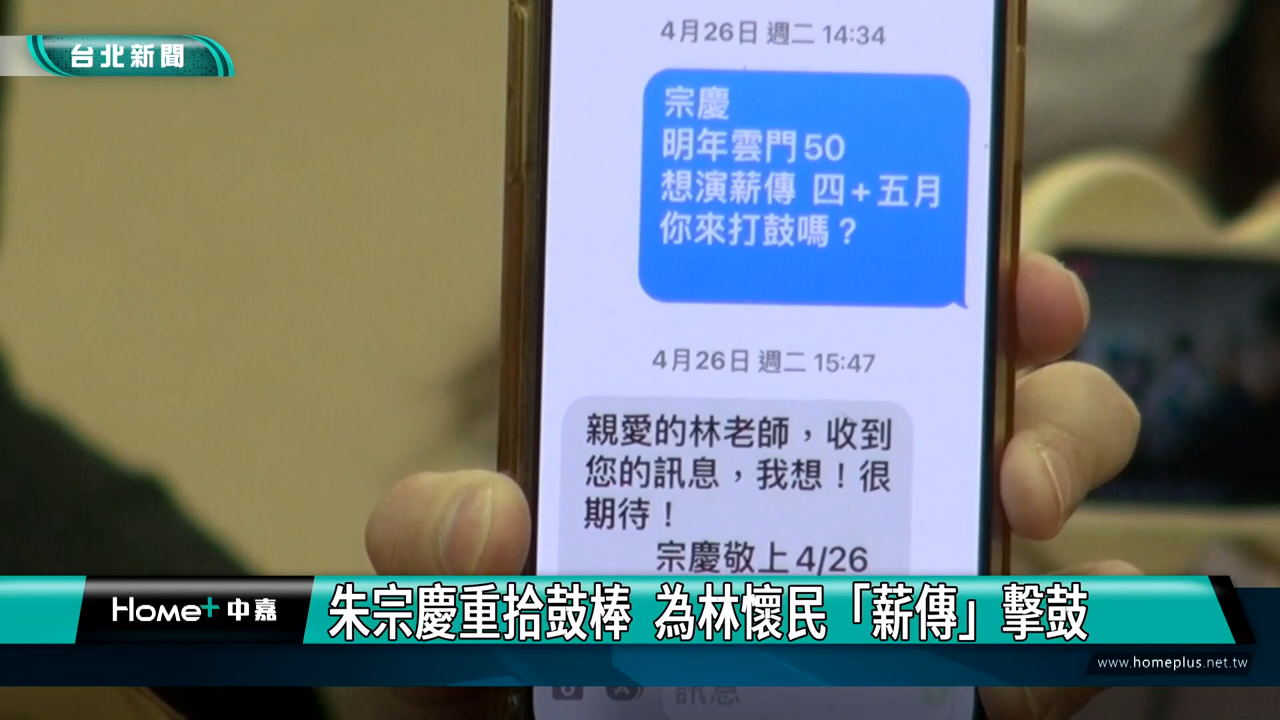 台北新聞
4月26日 週二 14:34
宗慶
明年雲門50
想演薪傳 四+五月
你來打鼓嗎？
4月26日 週二 15:47
親愛的林老師，收到
您的訊息，我想！很
期待！
宗慶敬上 4/26
Home+ 中嘉
朱宗慶重拾鼓棒 為林懷民「薪傳」擊鼓
www.homeplus.net.tw
訊息